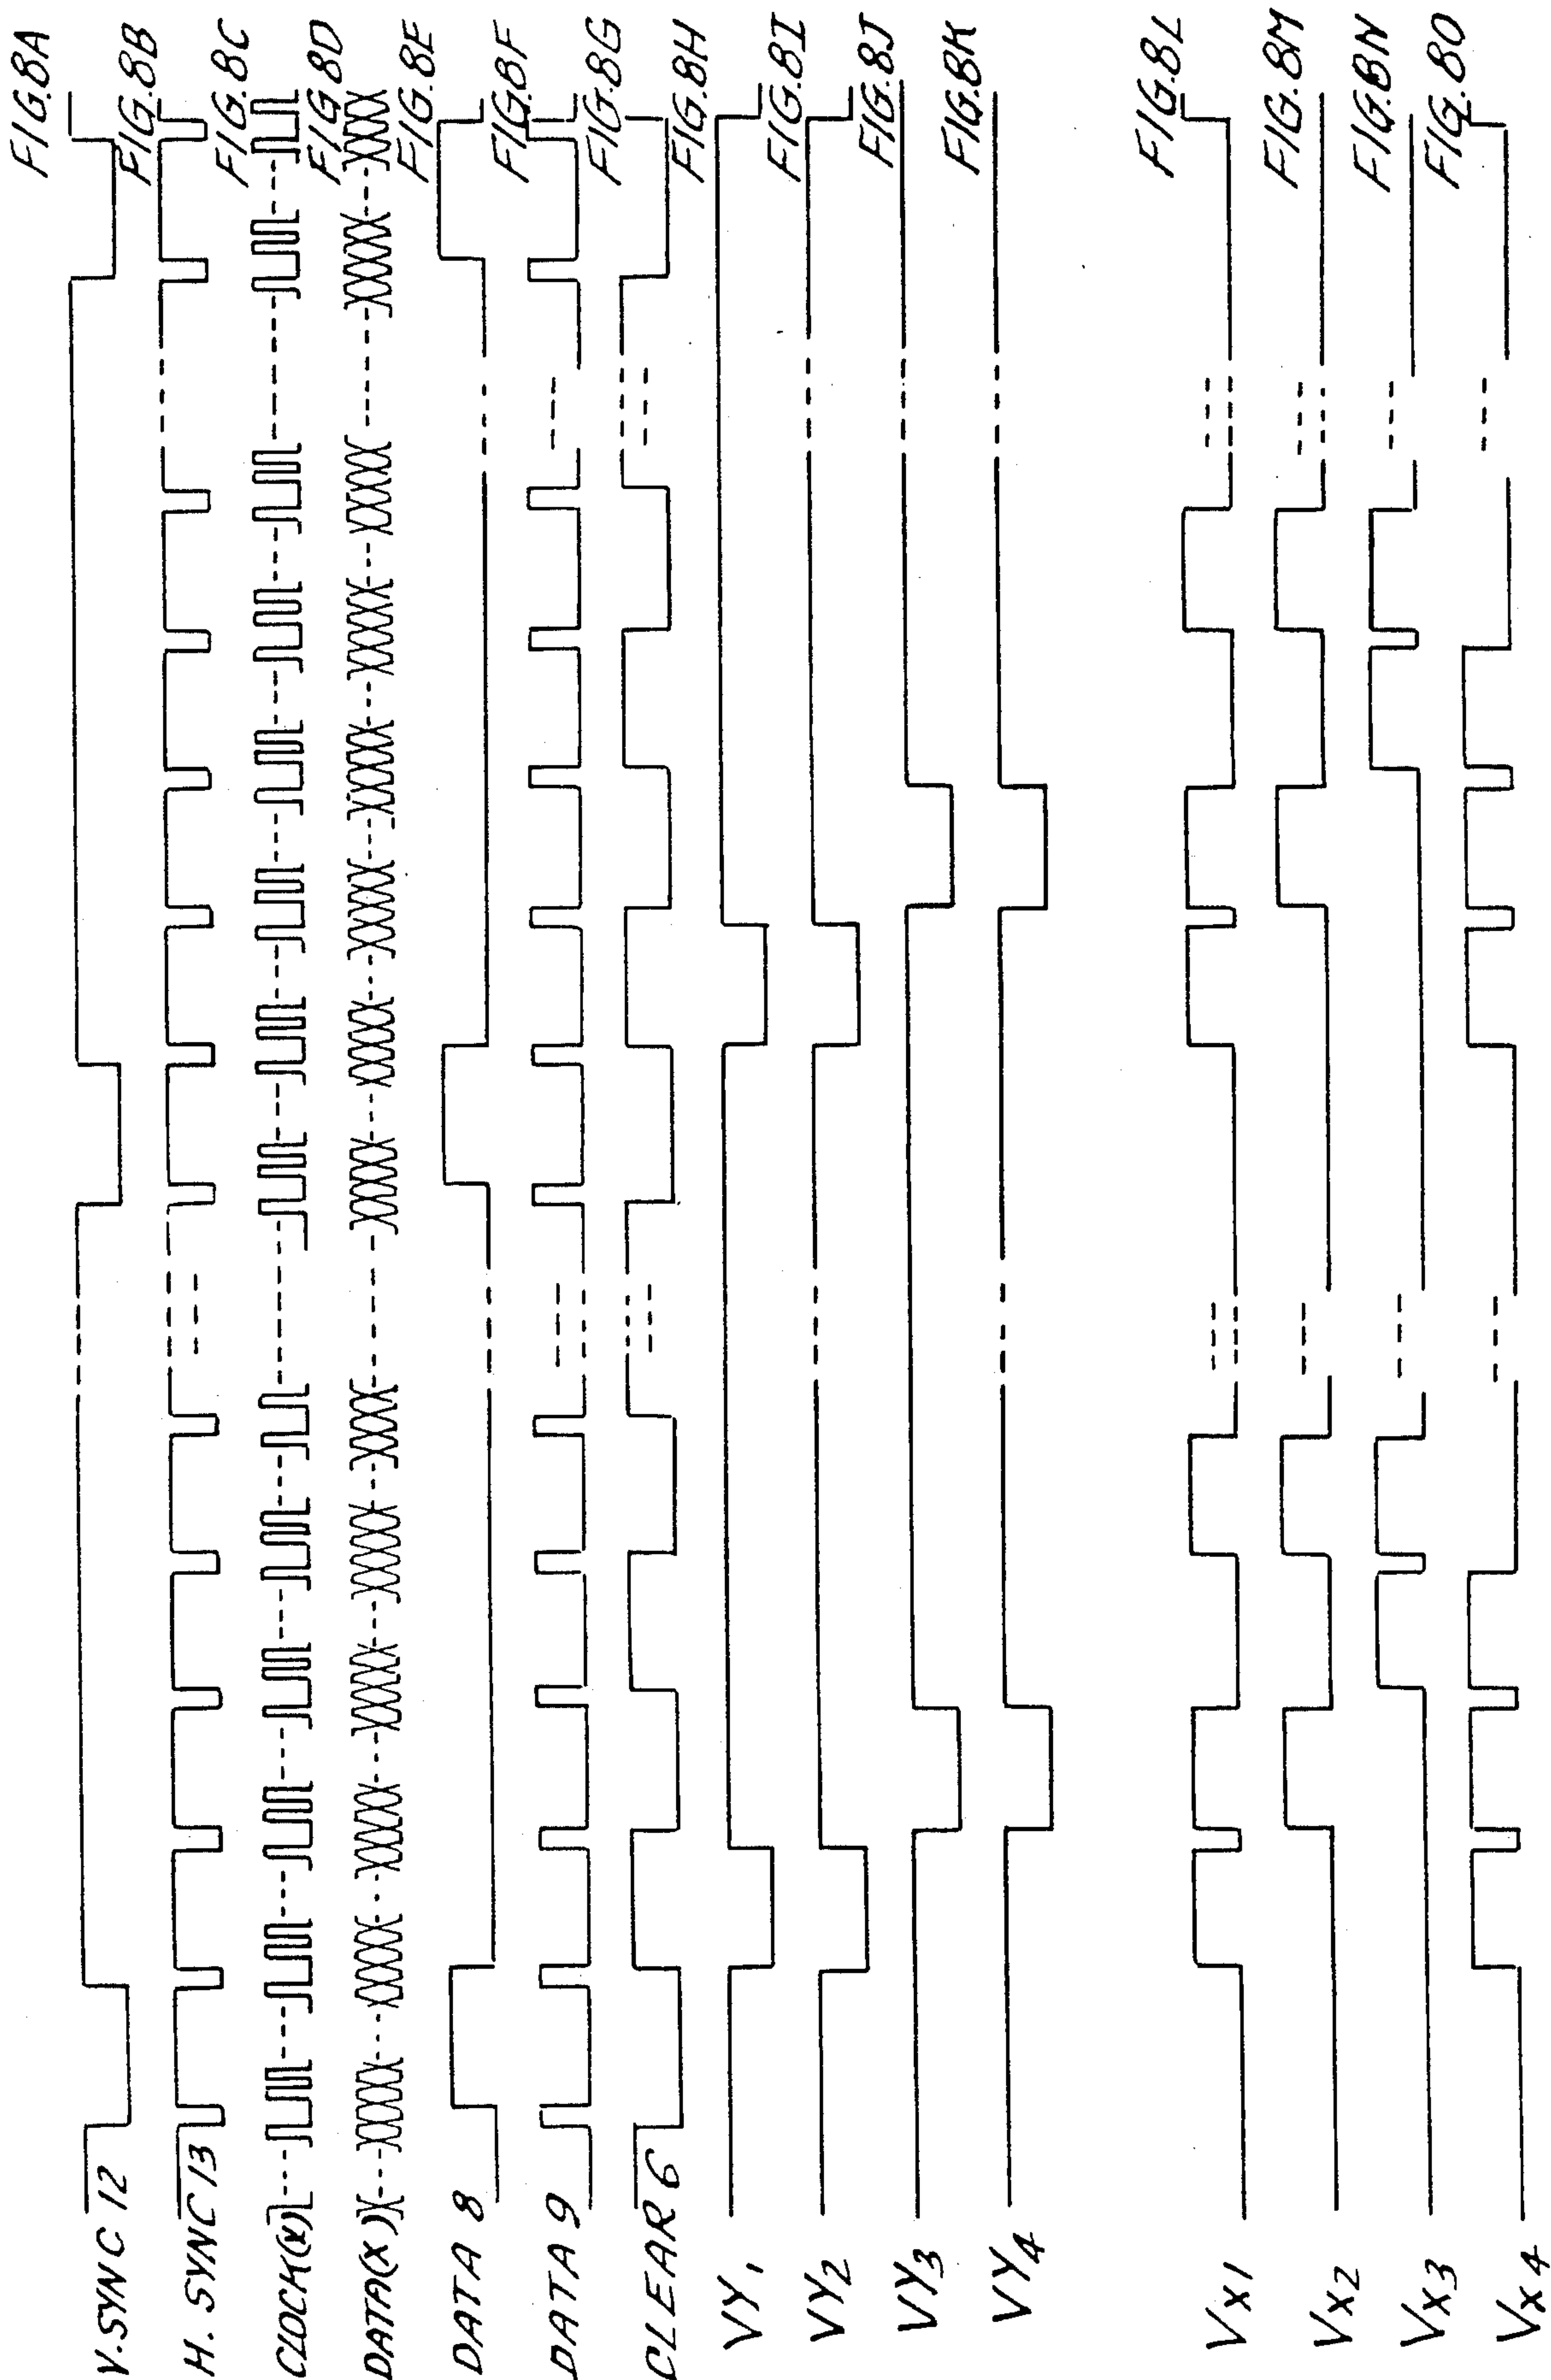 V.SYNC 12 FIG.8A
H. SYNC 13 FIG.8B
CLOCK(X) FIG.8C
DATA(X) FIG.8D
DATA 8 FIG.8E
DATA 9 FIG.8F
CLEAR 6 FIG.8G
VY1 FIG.8H
VY2 FIG.8I
VY3 FIG.8J
VY4 FIG.8K
VX1 FIG.8L
VX2 FIG.8M
VX3 FIG.8N
VX4 FIG.8O